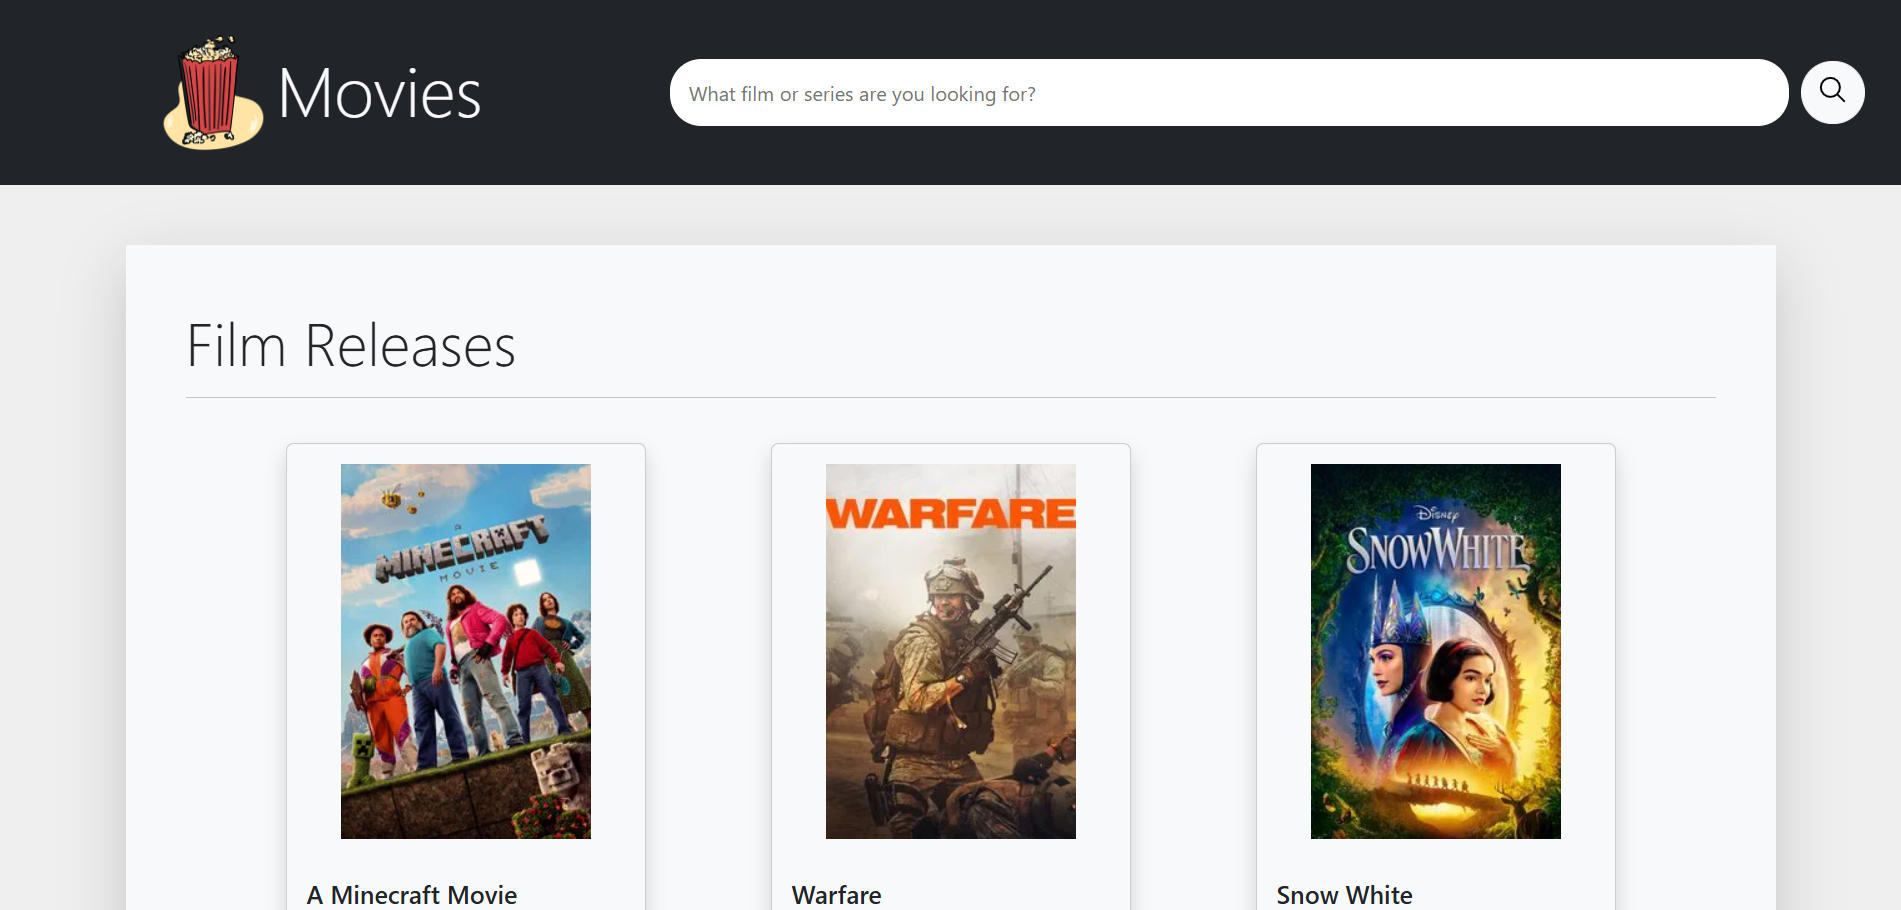 Movies
What film or series are you looking for?
Film Releases
A
MINECRAFT
MOVIE
WARFARE
DISNEY
SNOW WHITE
A Minecraft Movie
Warfare
Snow White